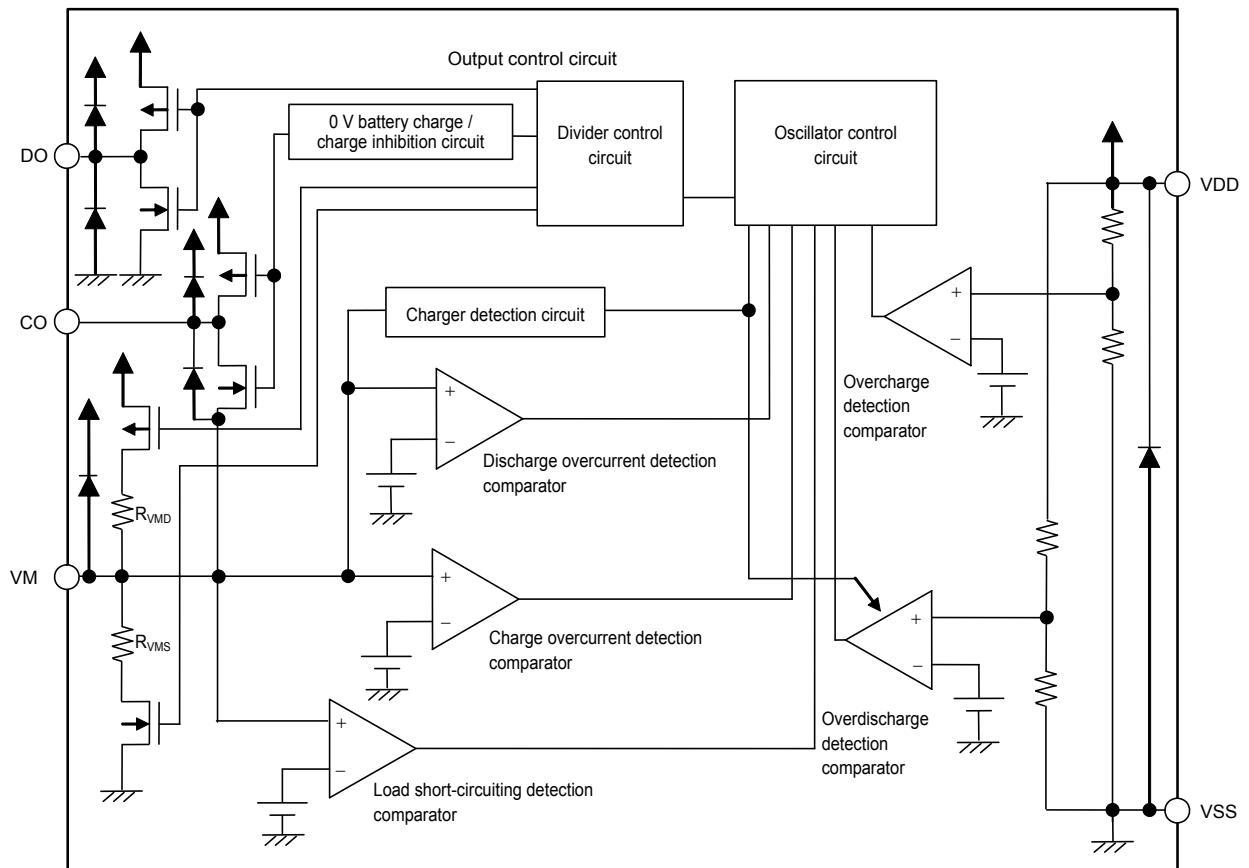 Output control circuit
0 V battery charge /
charge inhibition circuit
Divider control
circuit
Oscillator control
circuit
DO
VDD
CO
Charger detection circuit
+
−
Overcharge
detection
comparator
+
−
Discharge overcurrent detection
comparator
RVMD
VM
+
−
Charge overcurrent detection
comparator
+
−
Overdischarge
detection
comparator
RVMS
+
−
Load short-circuiting detection
comparator
VSS